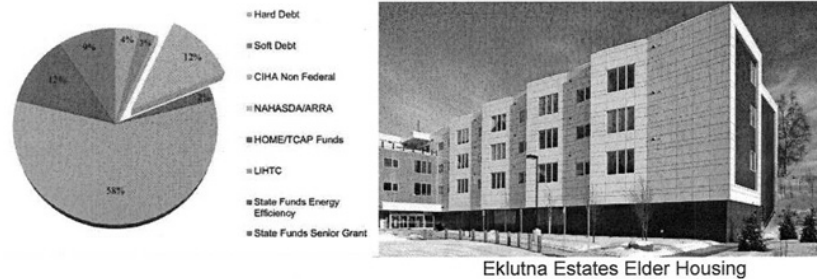 4%
3%
9%
12%
12%
2%
58%
Hard Debt
Soft Debt
CIHA Non Federal
NAHASDA/ARRA
HOME/TCAP Funds
LIHTC
State Funds Energy
Efficiency
State Funds Senior Grant
Eklutna Estates Elder Housing